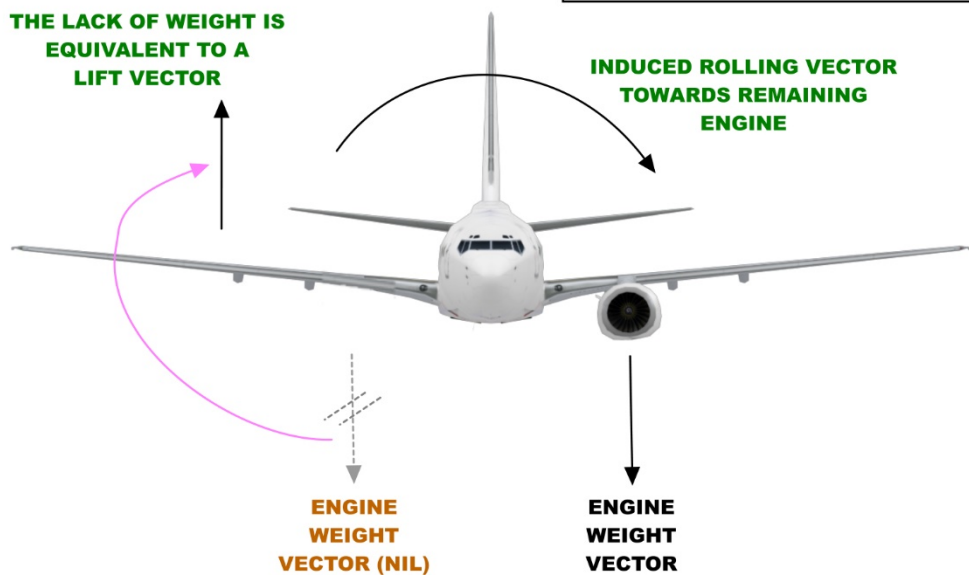 THE LACK OF WEIGHT IS
EQUIVALENT TO A
LIFT VECTOR
INDUCED ROLLING VECTOR
TOWARDS REMAINING
ENGINE
ENGINE
WEIGHT
VECTOR (NIL)
ENGINE
WEIGHT
VECTOR